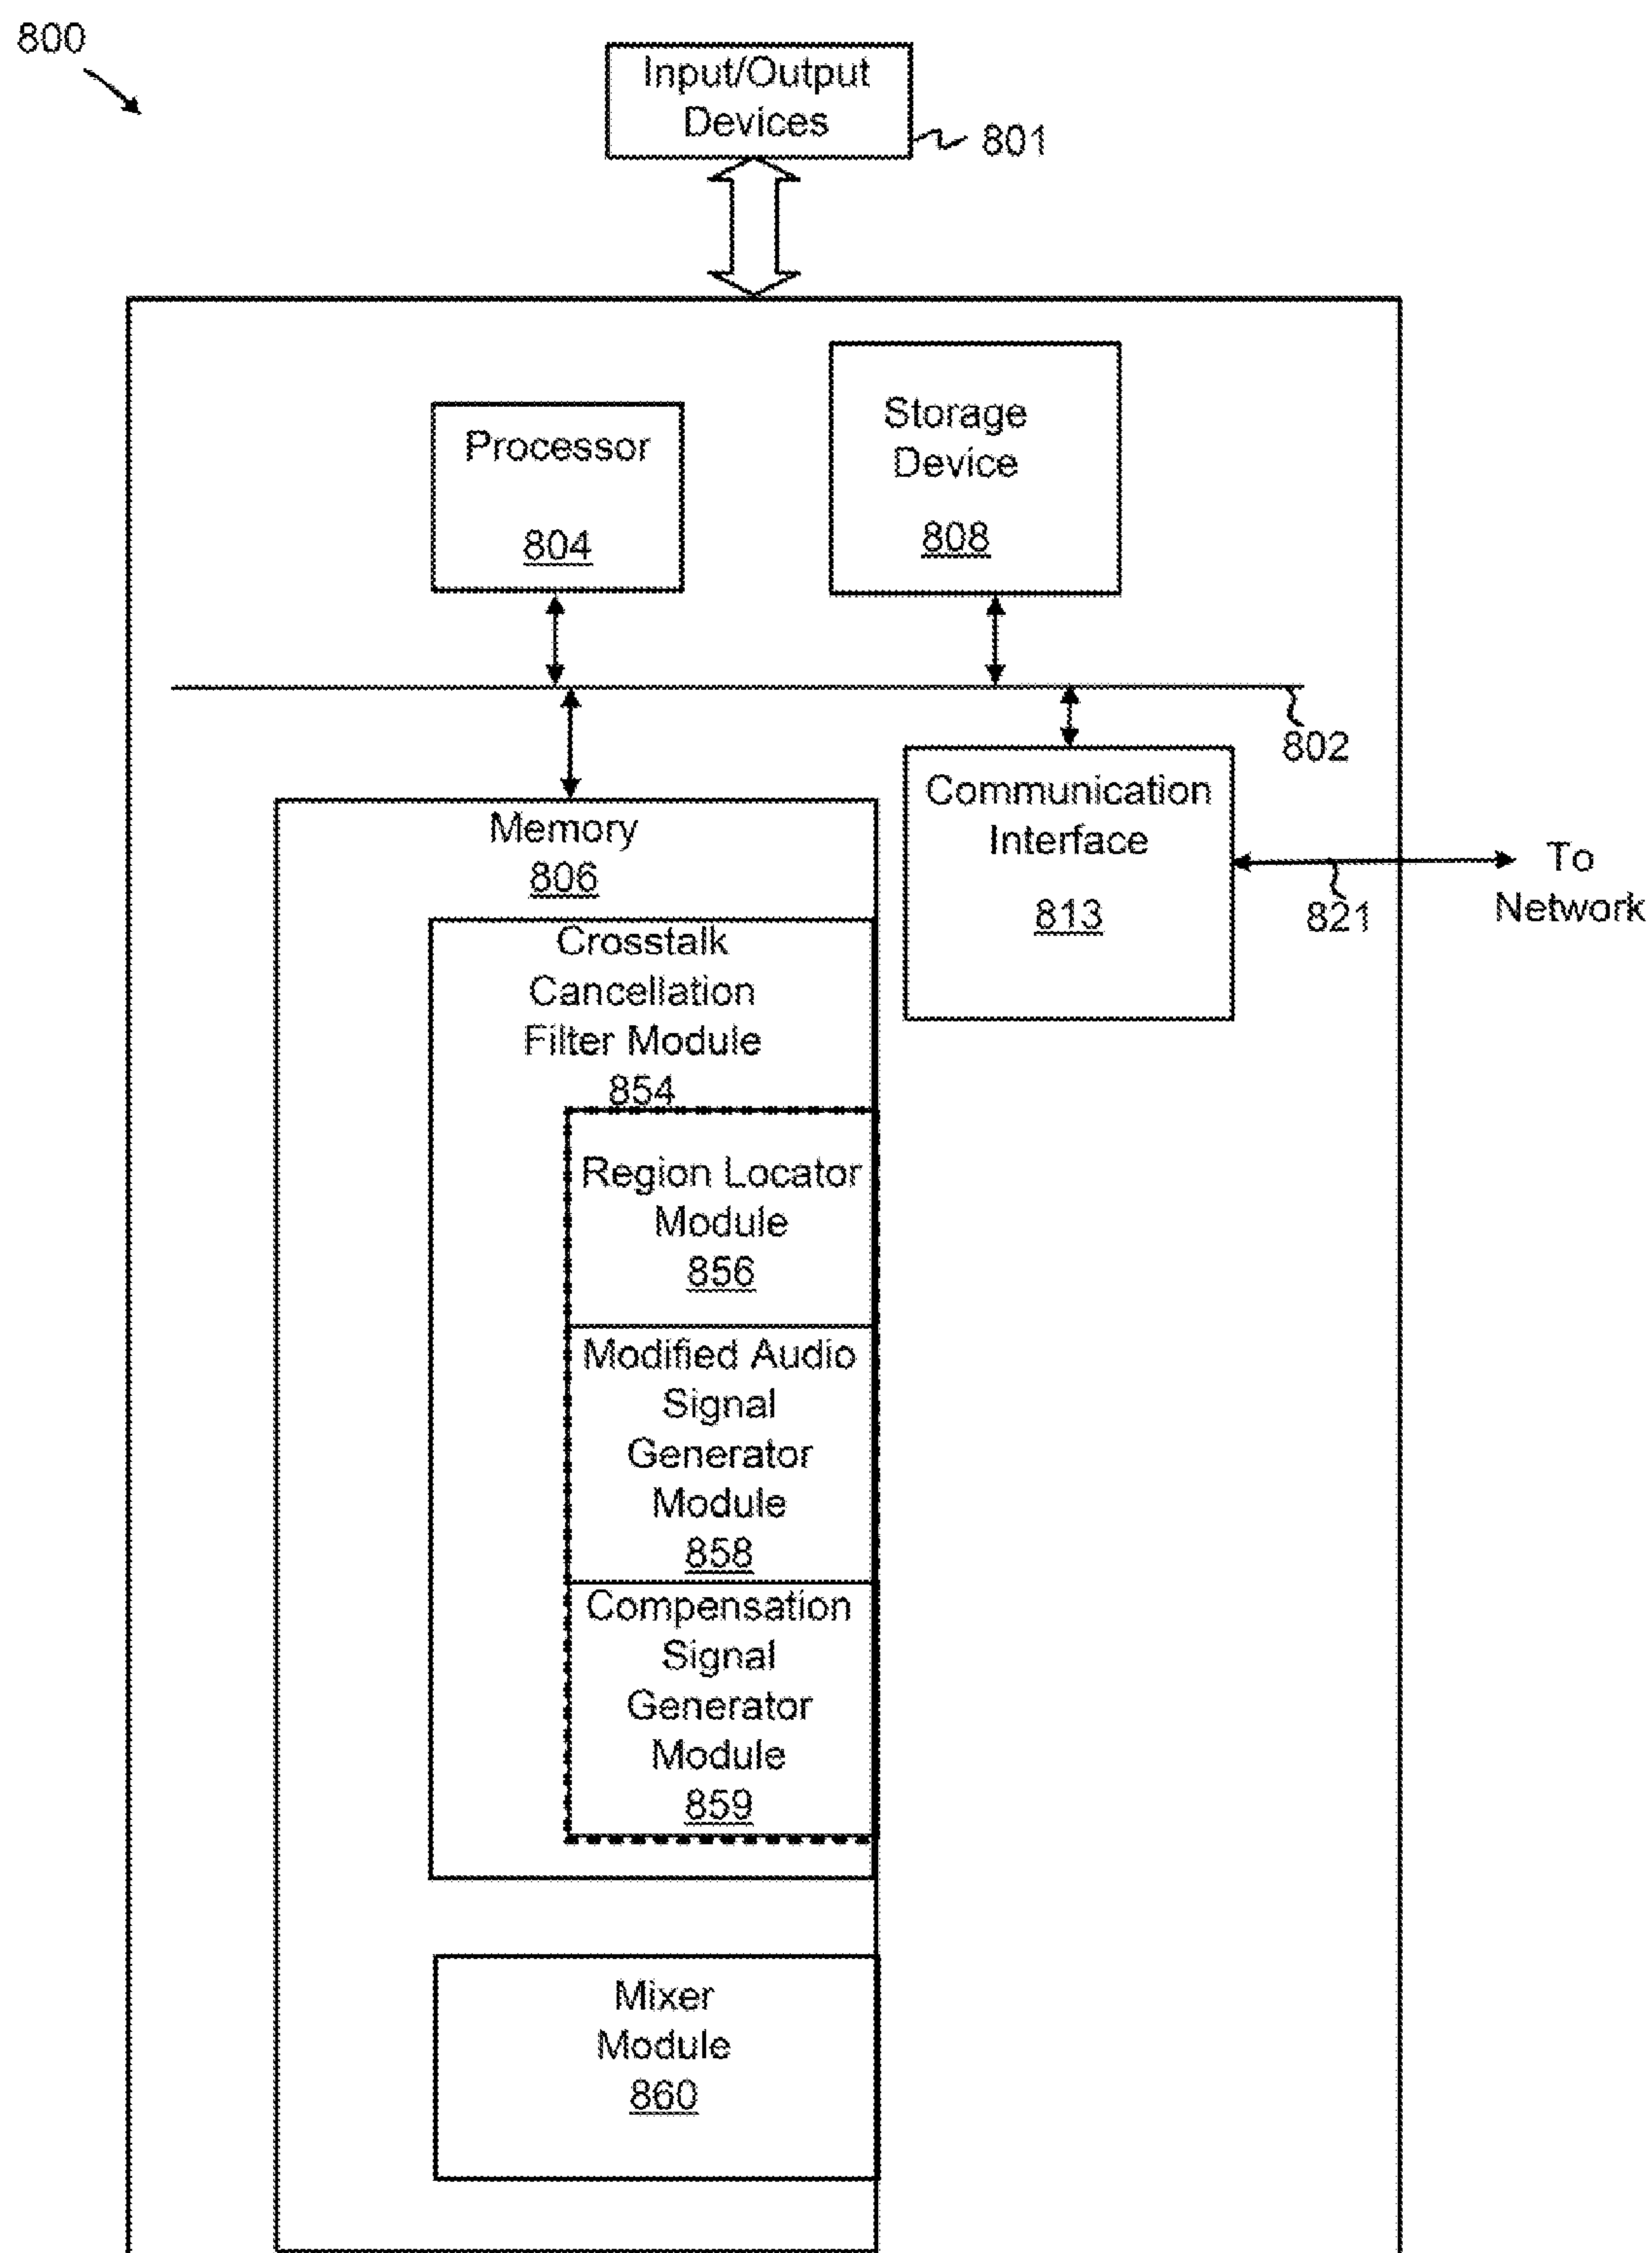 800
Input/Output
Devices
801
Processor
804
Storage
Device
808
802
Memory
806
Communication
Interface
813
821
To
Network
Crosstalk
Cancellation
Filter Module
854
Region Locator
Module
856
Modified Audio
Signal
Generator
Module
858
Compensation
Signal
Generator
Module
859
Mixer
Module
860